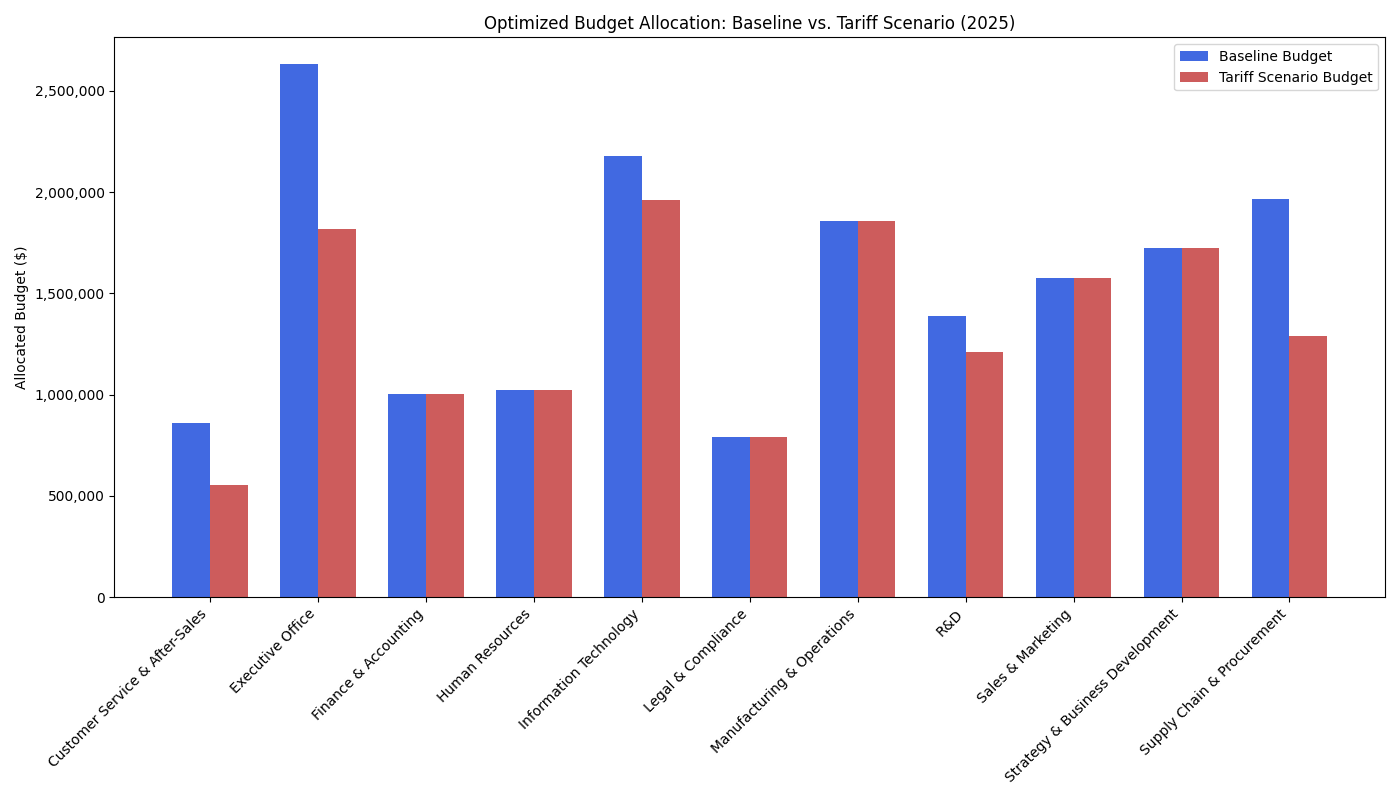 Optimized Budget Allocation: Baseline vs. Tariff Scenario (2025)
Baseline Budget
Tariff Scenario Budget
Allocated Budget ($)
2,500,000
2,000,000
1,500,000
1,000,000
500,000
0
Customer Service & After-Sales
Executive Office
Finance & Accounting
Human Resources
Information Technology
Legal & Compliance
Manufacturing & Operations
R&D
Sales & Marketing
Strategy & Business Development
Supply Chain & Procurement